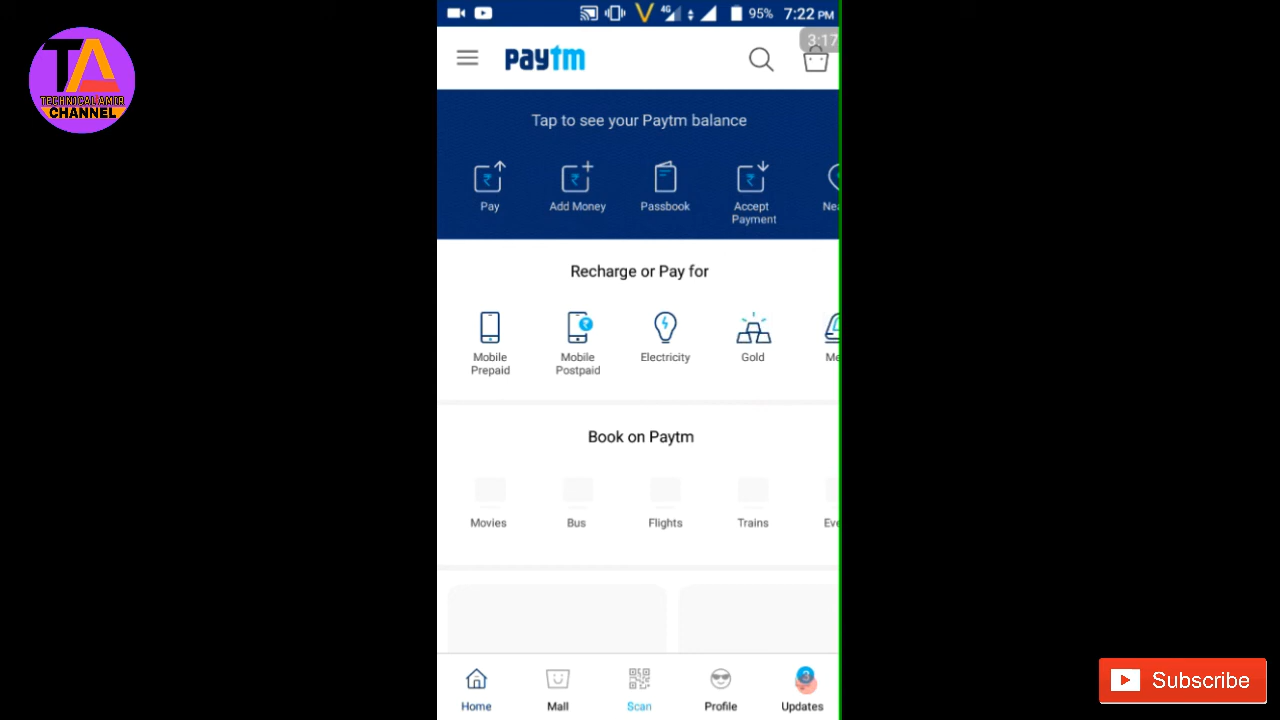 TA
TECHNICAL AMIR
CHANNEL
4G
95%
7:22 PM
3:17
paytm
Tap to see your Paytm balance
Pay
Add Money
Passbook
Accept
Payment
Nea
Recharge or Pay for
Mobile
Prepaid
Mobile
Postpaid
Electricity
Gold
Me
Book on Paytm
Movies
Bus
Flights
Trains
Eve
Home
Mall
Scan
Profile
3
Updates
Subscribe